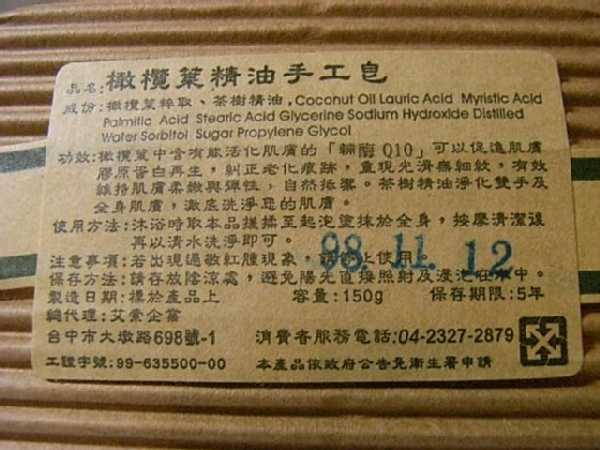 品名:橄欖葉精油手工皂
成份:橄欖葉粹取、茶樹精油,Coconut Oil Lauric Acid Myristic Acid
Palmitic Acid Stearic Acid Glycerine Sodium Hydroxide Distilled
Water Sorbitol Sugar Propylene Glycol
功效:橄欖葉中含有能活化肌膚的「輔酶Q10」可以促進肌膚
膠原蛋白再生,糾正老化痕跡,重現光滑無細紋,有效
維持肌膚柔嫩與彈性,自然捲翹。茶樹精油淨化雙手及
全身肌膚,澈底洗淨您的肌膚。
使用方法:沐浴時取本品搓揉至起泡塗抹於全身,按摩清潔後
再以清水洗淨即可。
注意事項:若出現過敏紅腫現象,請停止使用。
98.11.12
保存方法:請存放陰涼處,避免陽光直接照射及浸泡在水中。
製造日期:標於產品上 容量:150g 保存期限:5年
總代理:艾索企業
台中市大墩路698號-1 消費者服務電話:04-2327-2879
工證字號:99-635500-00 本產品依政府公告免衛生署申請